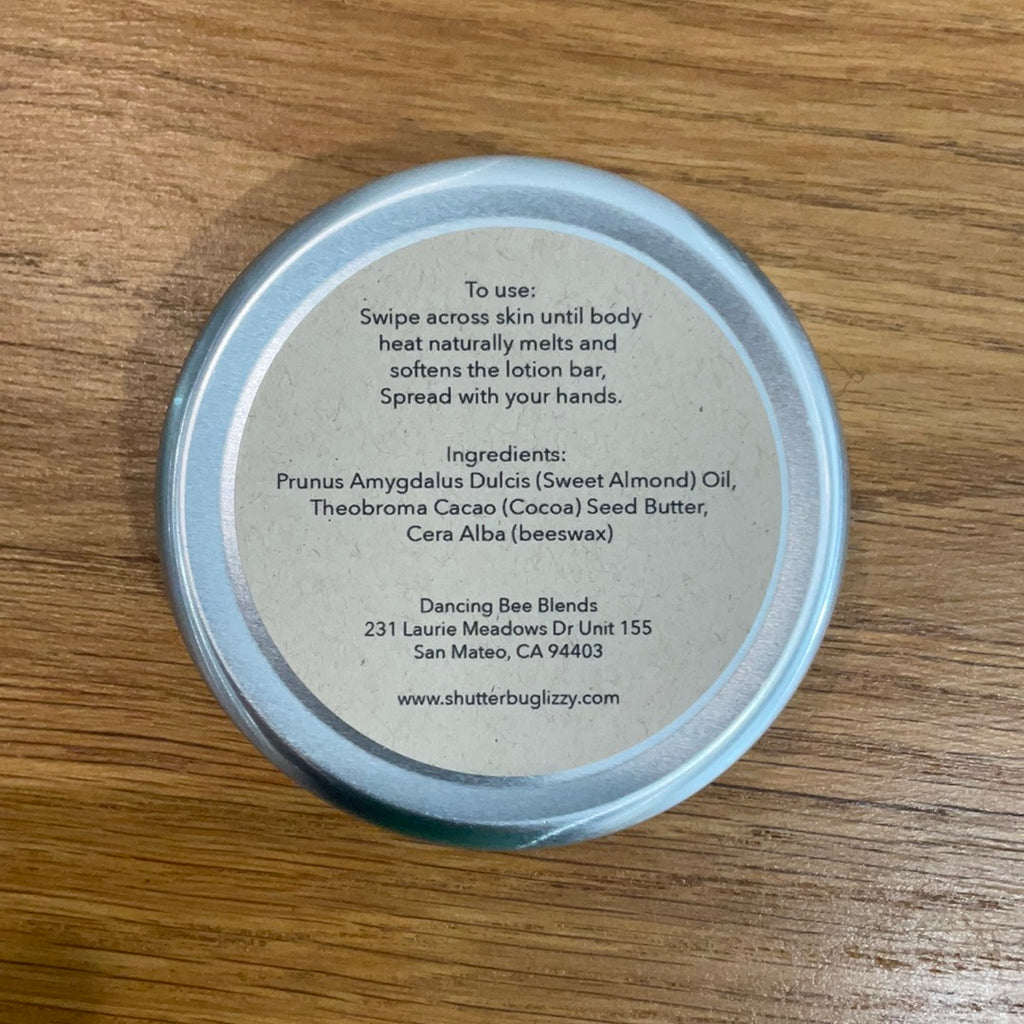 To use:
Swipe across skin until body
heat naturally melts and
softens the lotion bar,
Spread with your hands.
Ingredients:
Prunus Amygdalus Dulcis (Sweet Almond) Oil,
Theobroma Cacao (Cocoa) Seed Butter,
Cera Alba (beeswax)
Dancing Bee Blends
231 Laurie Meadows Dr Unit 155
San Mateo, CA 94403
www.shutterbuglizzy.com